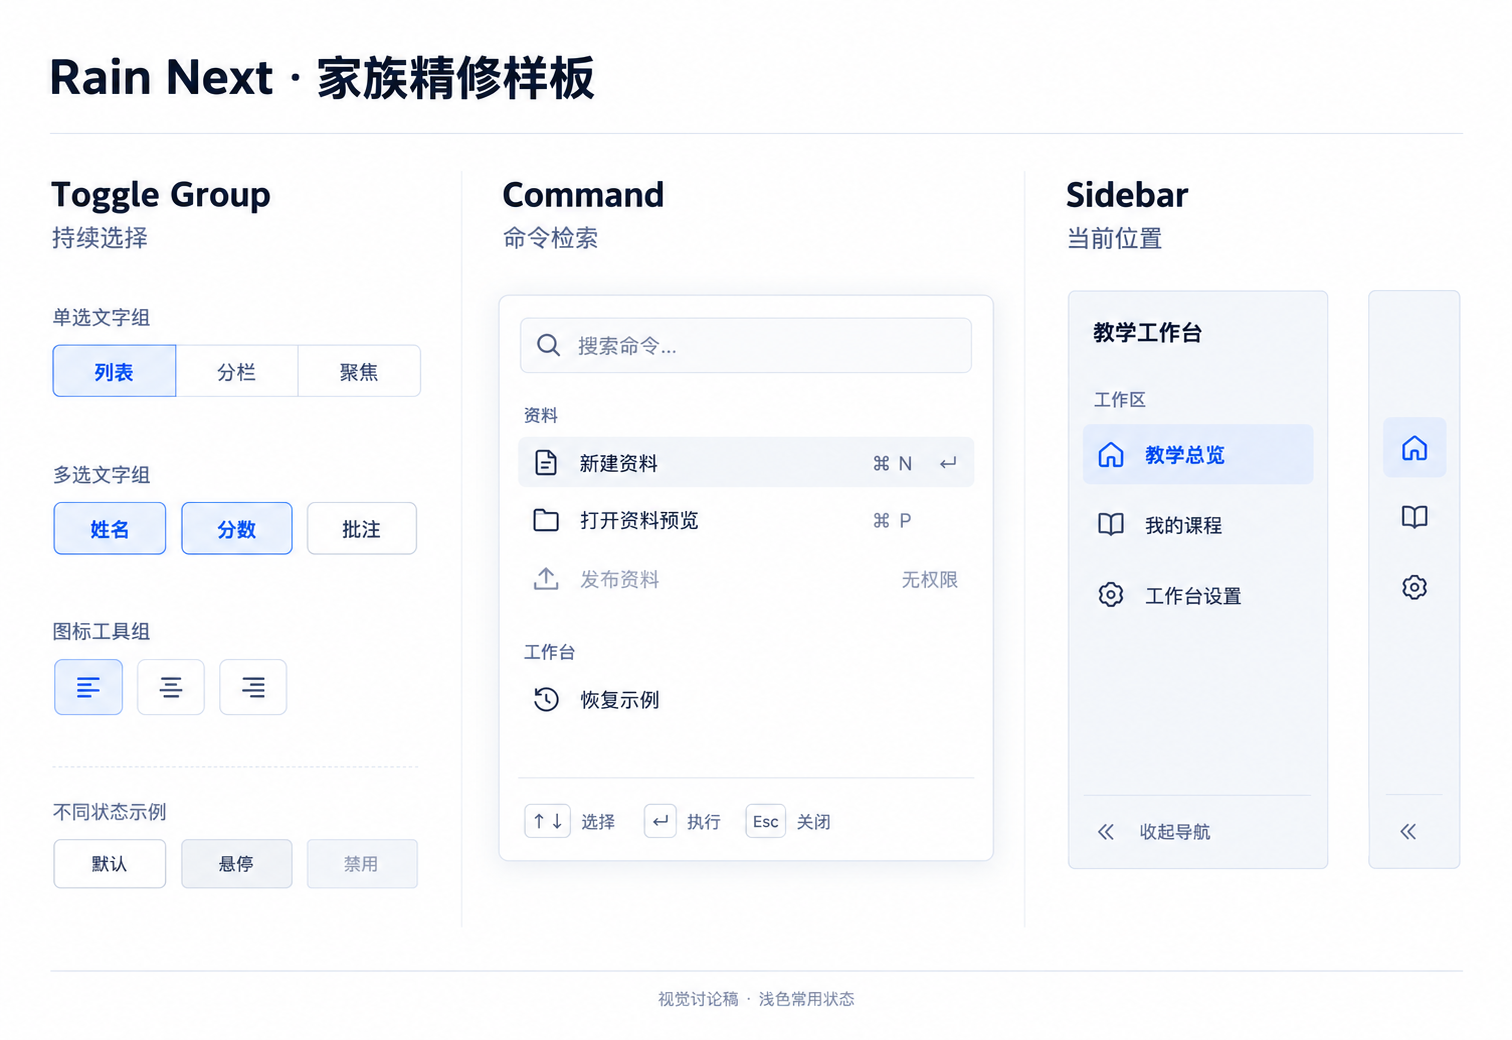 Rain Next · 家族精修样板
Toggle Group
持续选择
单选文字组
列表 分栏 聚焦
多选文字组
姓名 分数 批注
图标工具组
不同状态示例
默认 悬停 禁用
Command
命令检索
搜索命令...
资料
新建资料 ⌘ N ↵
打开资料预览 ⌘ P
发布资料 无权限
工作台
恢复示例
↑ ↓ 选择 ↵ 执行 Esc 关闭
Sidebar
当前位置
教学工作台
工作区
教学总览
我的课程
工作台设置
收起导航
视觉讨论稿 · 浅色常用状态